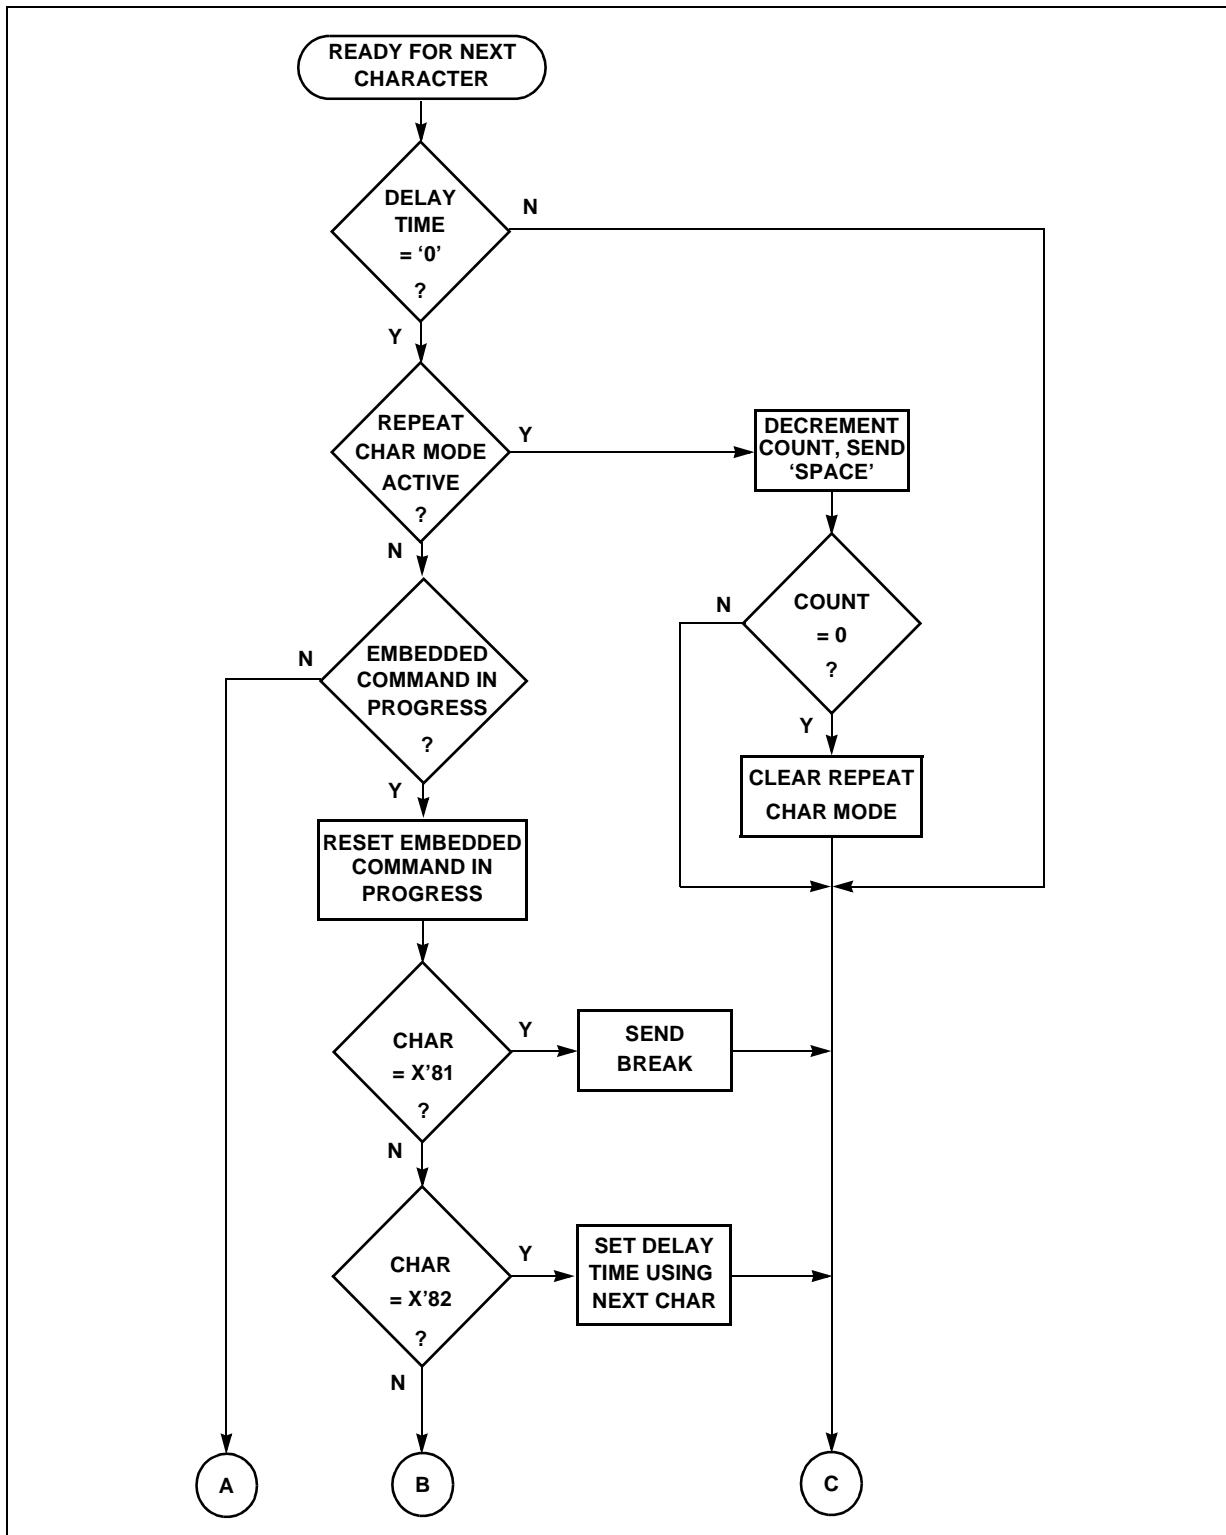 READY FOR NEXT
CHARACTER
DELAY
TIME
= ‘0’
?
N
Y
REPEAT
CHAR MODE
ACTIVE
?
Y
N
DECREMENT
COUNT, SEND
‘SPACE’
COUNT
= 0
?
N
Y
CLEAR REPEAT
CHAR MODE
EMBEDDED
COMMAND IN
PROGRESS
?
N
Y
RESET EMBEDDED
COMMAND IN
PROGRESS
CHAR
= X’81
?
Y
N
SEND
BREAK
CHAR
= X’82
?
Y
N
SET DELAY
TIME USING
NEXT CHAR
A
B
C